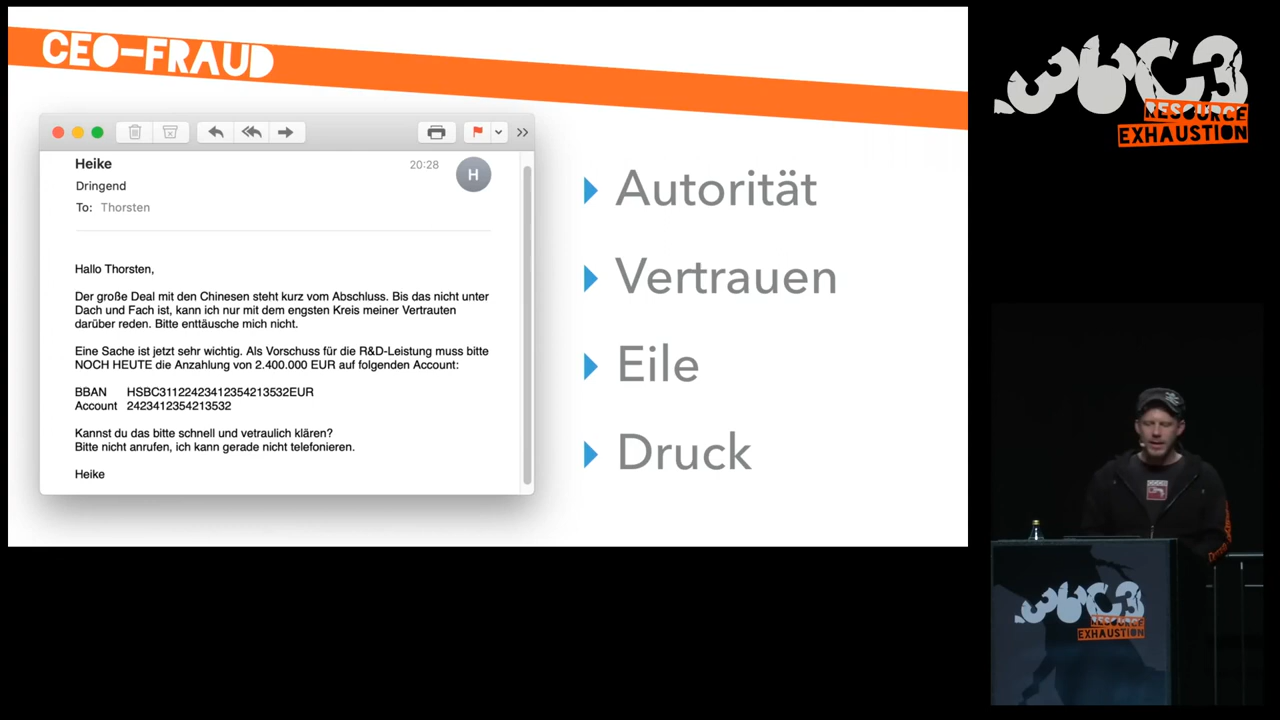 CEO-FRAUD
Heike
20:28
H
Dringend
To: Thorsten
Hallo Thorsten,
Der große Deal mit den Chinesen steht kurz vom Abschluss. Bis das nicht unter
Dach und Fach ist, kann ich nur mit dem engsten Kreis meiner Vertrauten
darüber reden. Bitte enttäusche mich nicht.
Eine Sache ist jetzt sehr wichtig. Als Vorschuss für die R&D-Leistung muss bitte
NOCH HEUTE die Anzahlung von 2.400.000 EUR auf folgenden Account:
BBAN HSBC31122423412354213532EUR
Account 2423412354213532
Kannst du das bitte schnell und vetraulich klären?
Bitte nicht anrufen, ich kann gerade nicht telefonieren.
Heike
Autorität
Vertrauen
Eile
Druck
36C3
RESOURCE
EXHAUSTION
36C3
RESOURCE
EXHAUSTION